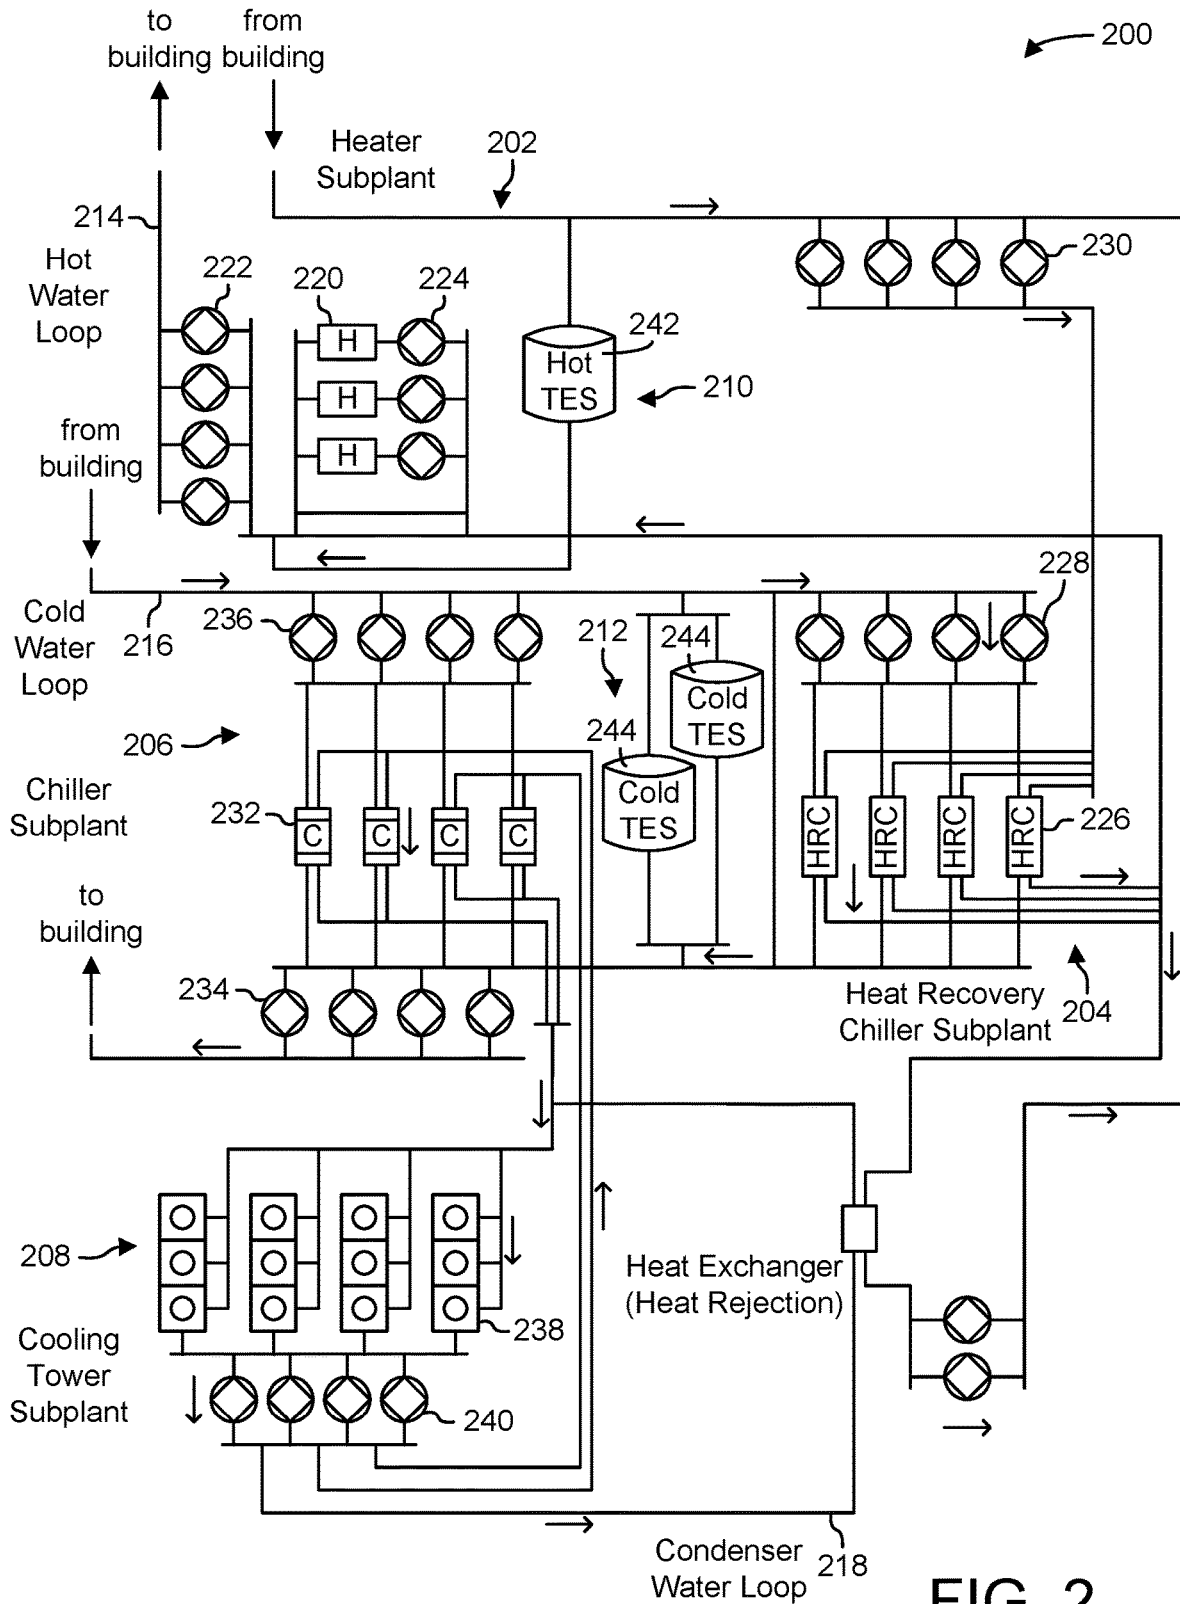 to
building
from
building
200
Heater
Subplant
202
214
Hot
Water
Loop
222
220
224
230
H
H
H
Hot
TES
242
210
from
building
Cold
Water
Loop
216
236
212
244
Cold
TES
244
Cold
TES
228
206
Chiller
Subplant
232
C
C
C
C
HRC
HRC
HRC
HRC
226
to
building
234
Heat Recovery
Chiller Subplant
204
208
238
Heat Exchanger
(Heat Rejection)
Cooling
Tower
Subplant
240
Condenser
Water Loop
218
FIG. 2